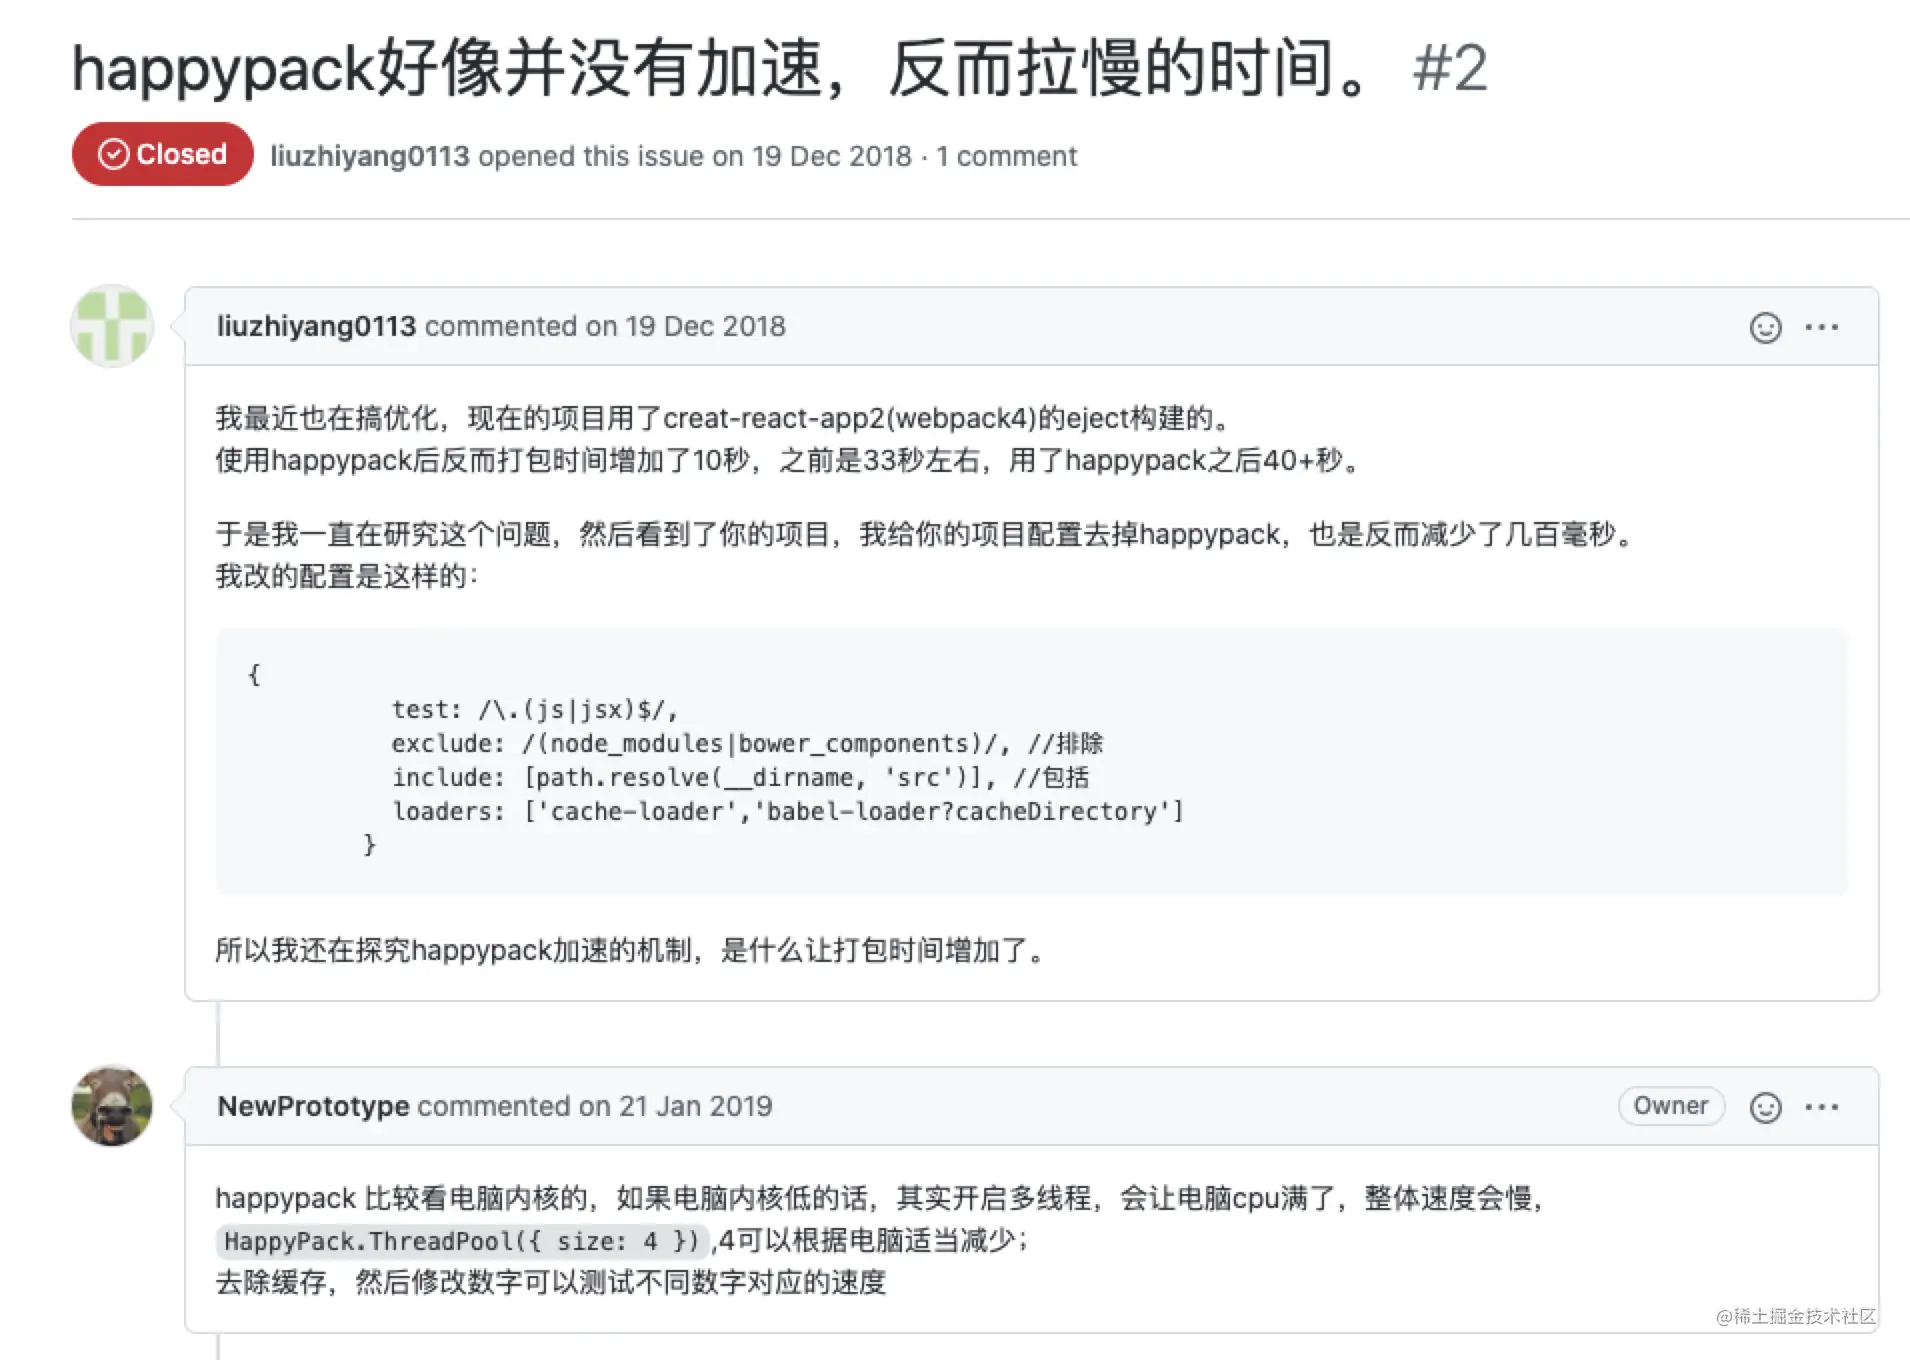 happypack好像并没有加速，反而拉慢的时间。 #2
Closed liuzhiyang0113 opened this issue on 19 Dec 2018 · 1 comment
liuzhiyang0113 commented on 19 Dec 2018
我最近也在搞优化，现在的项目用了creat-react-app2(webpack4)的eject构建的。
使用happypack后反而打包时间增加了10秒，之前是33秒左右，用了happypack之后40+秒。
于是我一直在研究这个问题，然后看到了你的项目，我给你的项目配置去掉happypack，也是反而减少了几百毫秒。
我改的配置是这样的：
{
test: /\.(js|jsx)$/,
exclude: /(node_modules|bower_components)/, //排除
include: [path.resolve(__dirname, 'src')], //包括
loaders: ['cache-loader','babel-loader?cacheDirectory']
}
所以我还在探究happypack加速的机制，是什么让打包时间增加了。
NewPrototype commented on 21 Jan 2019 Owner
happypack 比较看电脑内核的，如果电脑内核低的话，其实开启多线程，会让电脑cpu满了，整体速度会慢，
HappyPack.ThreadPool({ size: 4 }),4可以根据电脑适当减少；
去除缓存，然后修改数字可以测试不同数字对应的速度
@稀土掘金技术社区